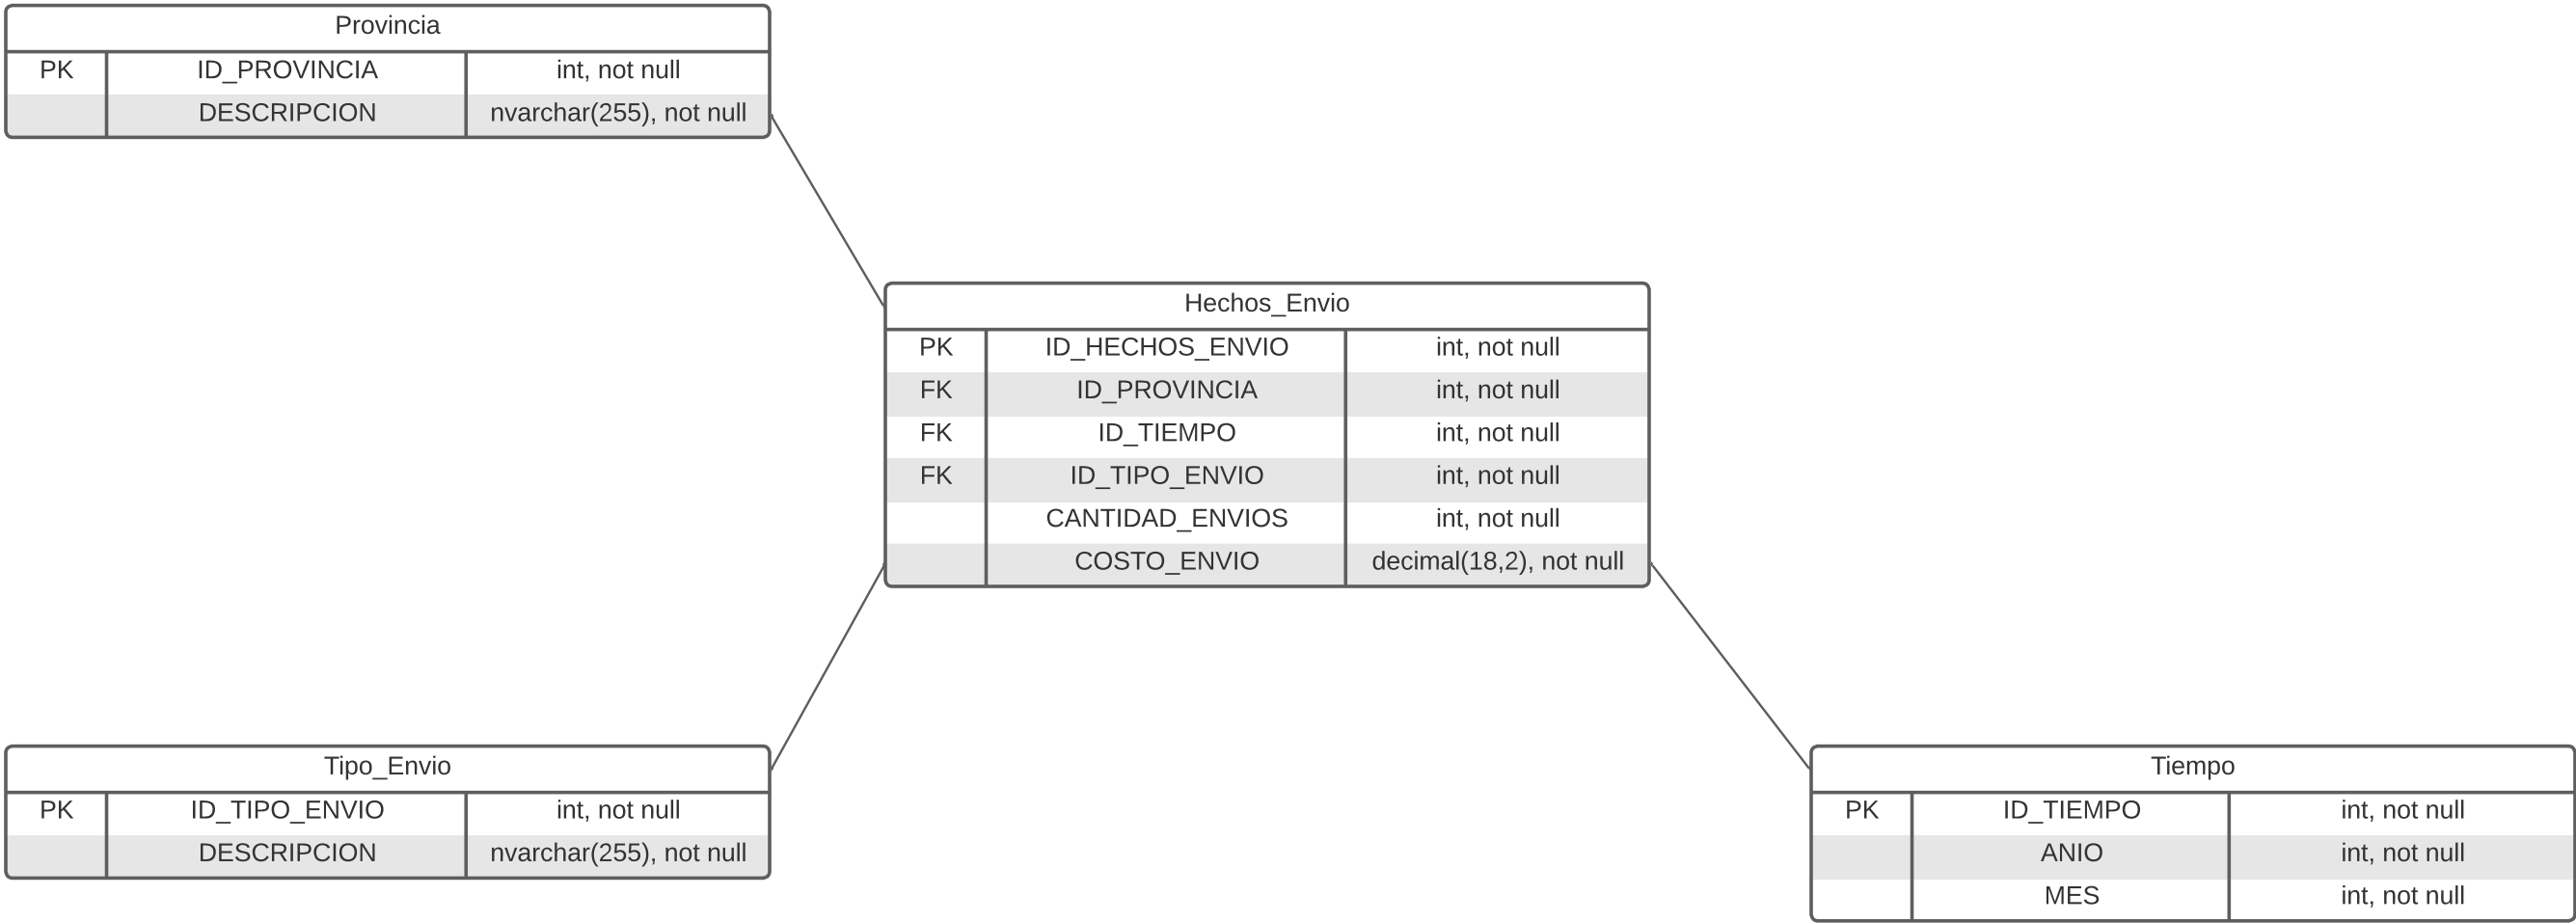 Provincia
PK ID_PROVINCIA int, not null
DESCRIPCION nvarchar(255), not null
Hechos_Envio
PK ID_HECHOS_ENVIO int, not null
FK ID_PROVINCIA int, not null
FK ID_TIEMPO int, not null
FK ID_TIPO_ENVIO int, not null
CANTIDAD_ENVIOS int, not null
COSTO_ENVIO decimal(18,2), not null
Tipo_Envio
PK ID_TIPO_ENVIO int, not null
DESCRIPCION nvarchar(255), not null
Tiempo
PK ID_TIEMPO int, not null
ANIO int, not null
MES int, not null